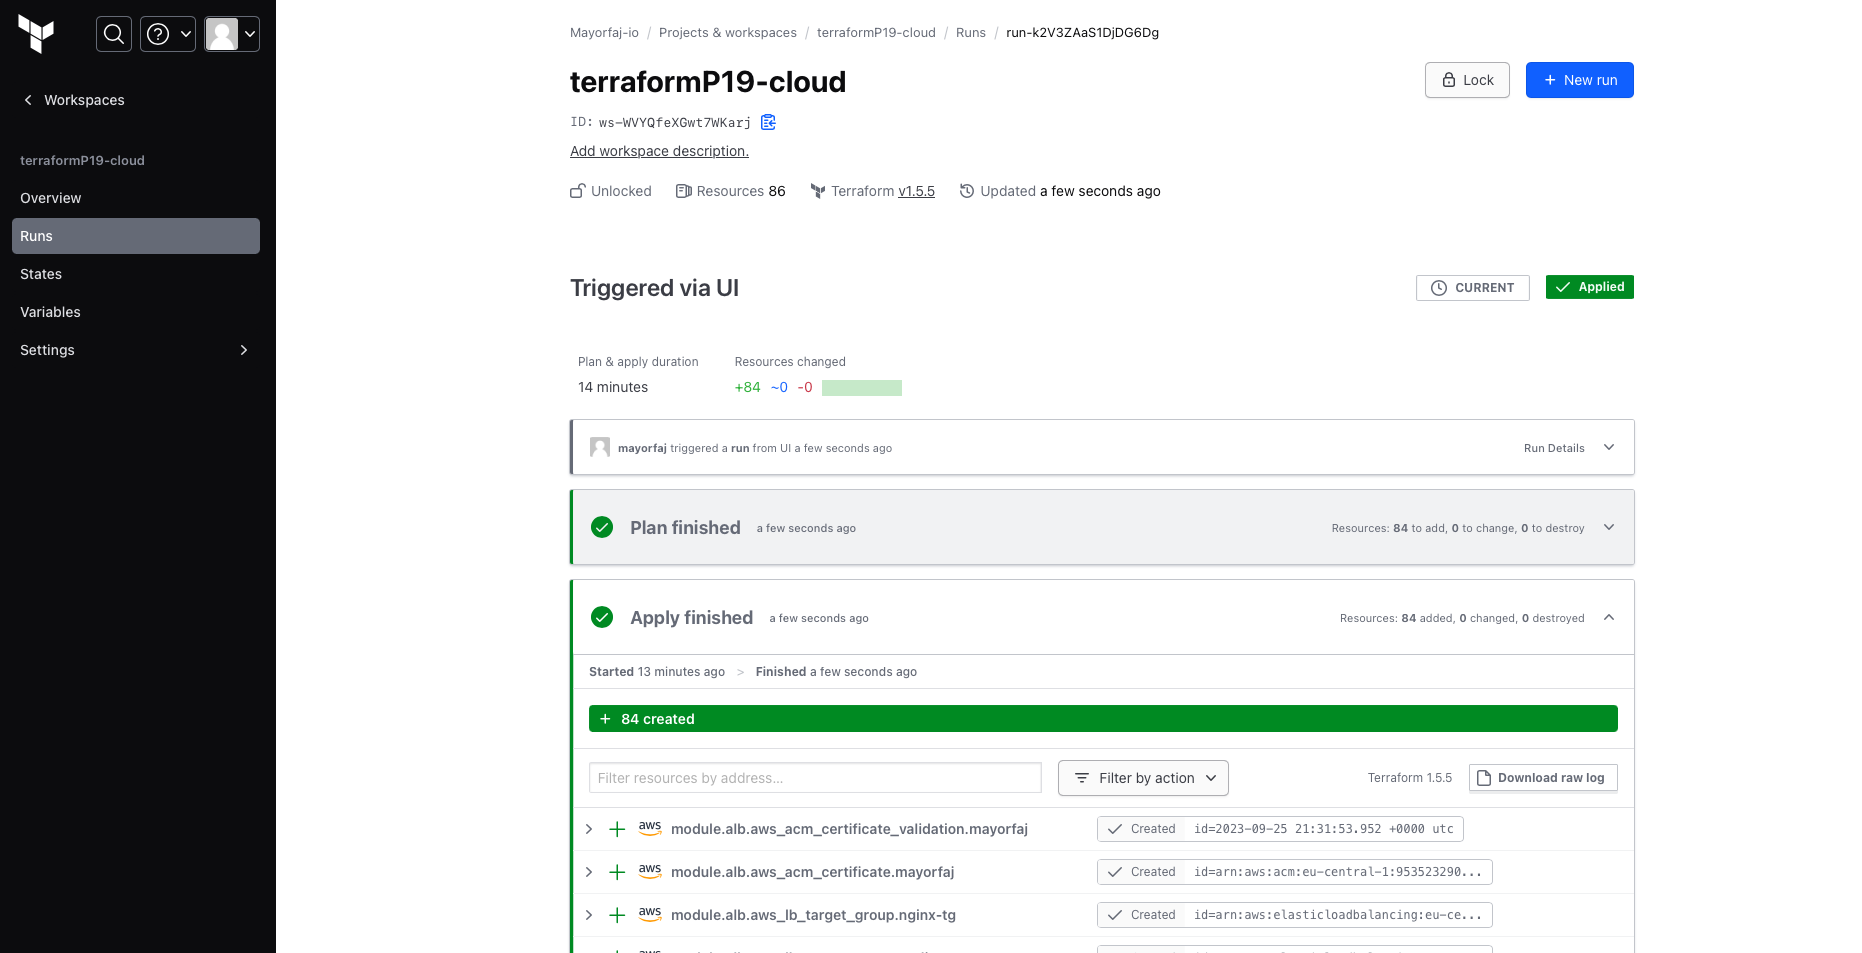 Workspaces
terraformP19-cloud
Overview
Runs
States
Variables
Settings
Mayorfaj-io / Projects & workspaces / terraformP19-cloud / Runs / run-k2V3ZAaS1DjDG6Dg
terraformP19-cloud
Lock
+ New run
ID: ws-WVYQfeXGwt7WKarj
Add workspace description.
Unlocked Resources 86 Terraform v1.5.5 Updated a few seconds ago
Triggered via UI
CURRENT
Applied
Plan & apply duration Resources changed
14 minutes +84 ~0 -0
mayorfaj triggered a run from UI a few seconds ago Run Details
Plan finished a few seconds ago Resources: 84 to add, 0 to change, 0 to destroy
Apply finished a few seconds ago Resources: 84 added, 0 changed, 0 destroyed
Started 13 minutes ago > Finished a few seconds ago
+ 84 created
Filter resources by address... Filter by action Terraform 1.5.5 Download raw log
aws module.alb.aws_acm_certificate_validation.mayorfaj Created id=2023-09-25 21:31:53.952 +0000 utc
aws module.alb.aws_acm_certificate.mayorfaj Created id=arn:aws:acm:eu-central-1:953523290...
aws module.alb.aws_lb_target_group.nginx-tg Created id=arn:aws:elasticloadbalancing:eu-ce...